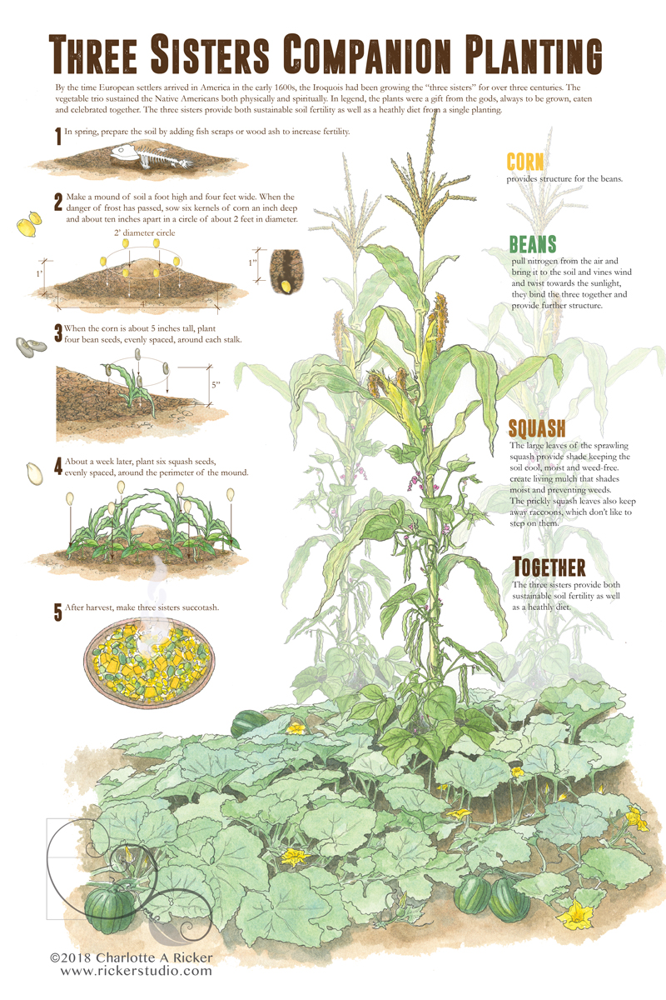 Three Sisters Companion Planting
By the time European settlers arrived in America in the early 1600s, the Iroquois had been growing the “three sisters” for over three centuries. The
vegetable trio sustained the Native Americans both physically and spiritually. In legend, the plants were a gift from the gods, always to be grown, eaten
and celebrated together. The three sisters provide both sustainable soil fertility as well as a heathly diet from a single planting.
1 In spring, prepare the soil by adding fish scraps or wood ash to increase fertility.
2 Make a mound of soil a foot high and four feet wide. When the
danger of frost has passed, sow six kernels of corn an inch deep
and about ten inches apart in a circle of about 2 feet in diameter.
2’ diameter circle
1’
4’
1”
3 When the corn is about 5 inches tall, plant
four bean seeds, evenly spaced, around each stalk.
5”
4 About a week later, plant six squash seeds,
evenly spaced, around the perimeter of the mound.
5 After harvest, make three sisters succotash.
CORN
provides structure for the beans.
BEANS
pull nitrogen from the air and
bring it to the soil and vines wind
and twist towards the sunlight,
they bind the three together and
provide further structure.
SQUASH
The large leaves of the sprawling
squash provide shade keeping the
soil cool, moist and weed-free.
create living mulch that shades
moist and preventing weeds.
The prickly squash leaves also keep
away raccoons, which don’t like to
step on them.
Together
The three sisters provide both
sustainable soil fertility as well
as a heathly diet.
©2018 Charlotte A Ricker
www.rickerstudio.com